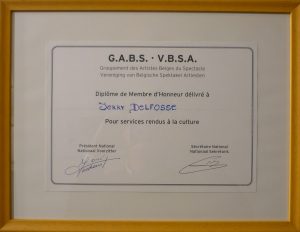 G.A.B.S. · V.B.S.A.
Groupement des Artistes Belges du Spectacle
Vereniging van Belgische Spektakel Artiesten
Diplôme de Membre d'Honneur délivré à
JERRY DELFOSSE
Pour services rendus à la culture
Président National
Nationaal Voorzitter
Secrétaire National
Nationaal Sekretaris